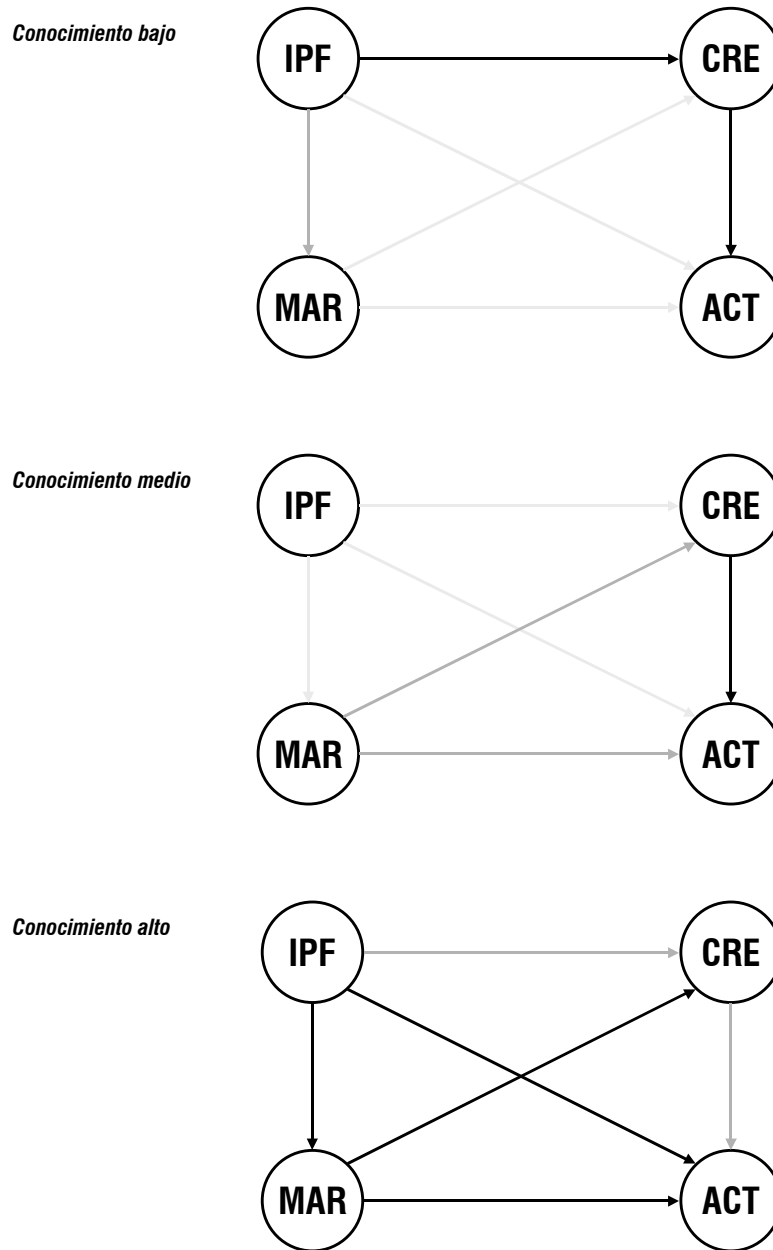 Conocimiento bajo
IPF
CRE
MAR
ACT
Conocimiento medio
IPF
CRE
MAR
ACT
Conocimiento alto
IPF
CRE
MAR
ACT